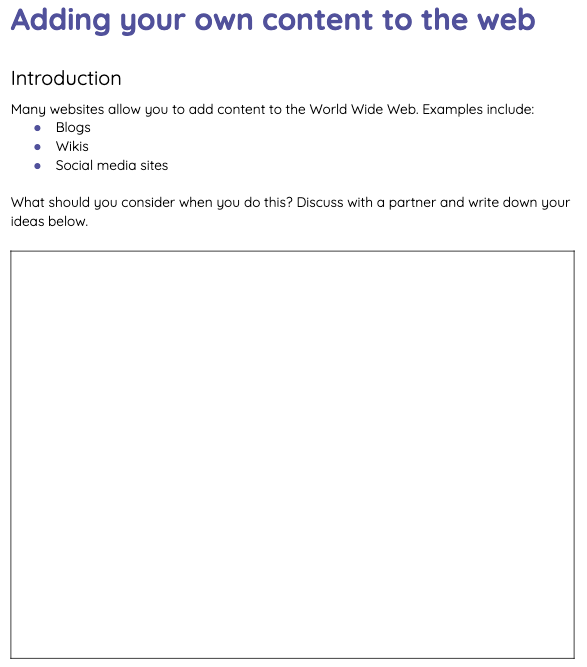 Adding your own content to the web
Introduction
Many websites allow you to add content to the World Wide Web. Examples include:
● Blogs
● Wikis
● Social media sites
What should you consider when you do this? Discuss with a partner and write down your
ideas below.